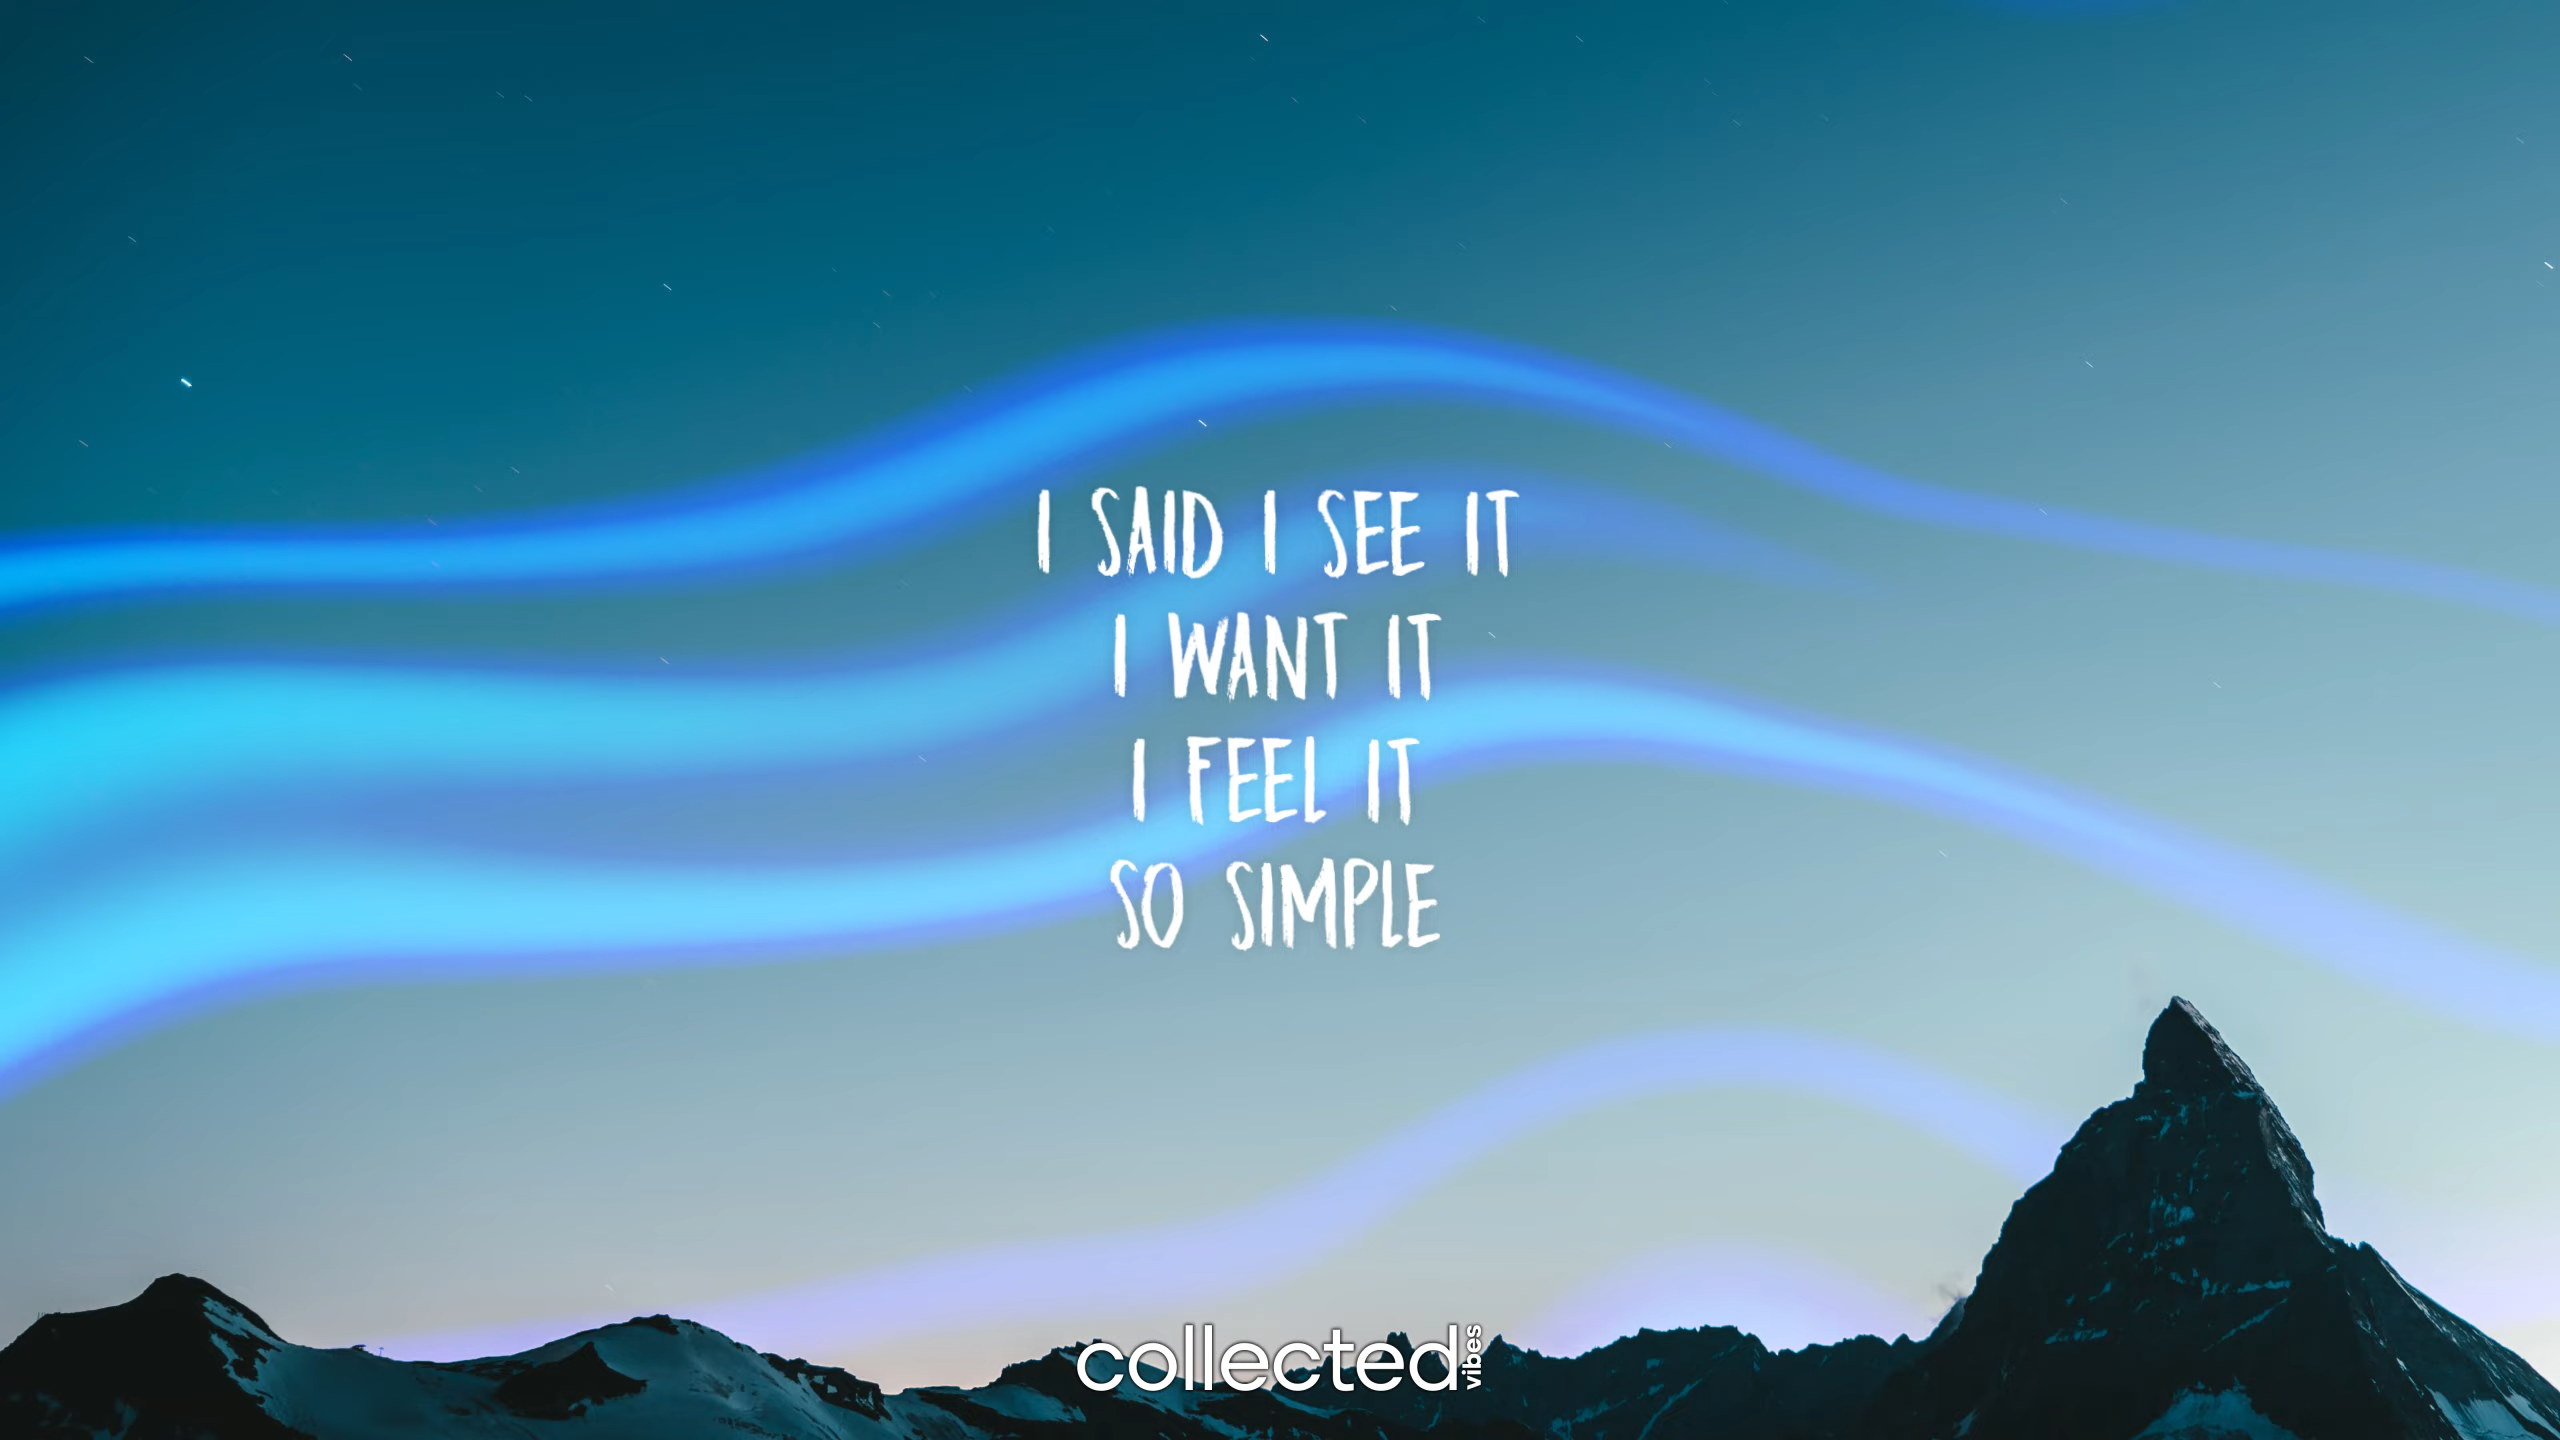 I SAID I SEE IT
I WANT IT
I FEEL IT
SO SIMPLE
collected vibes